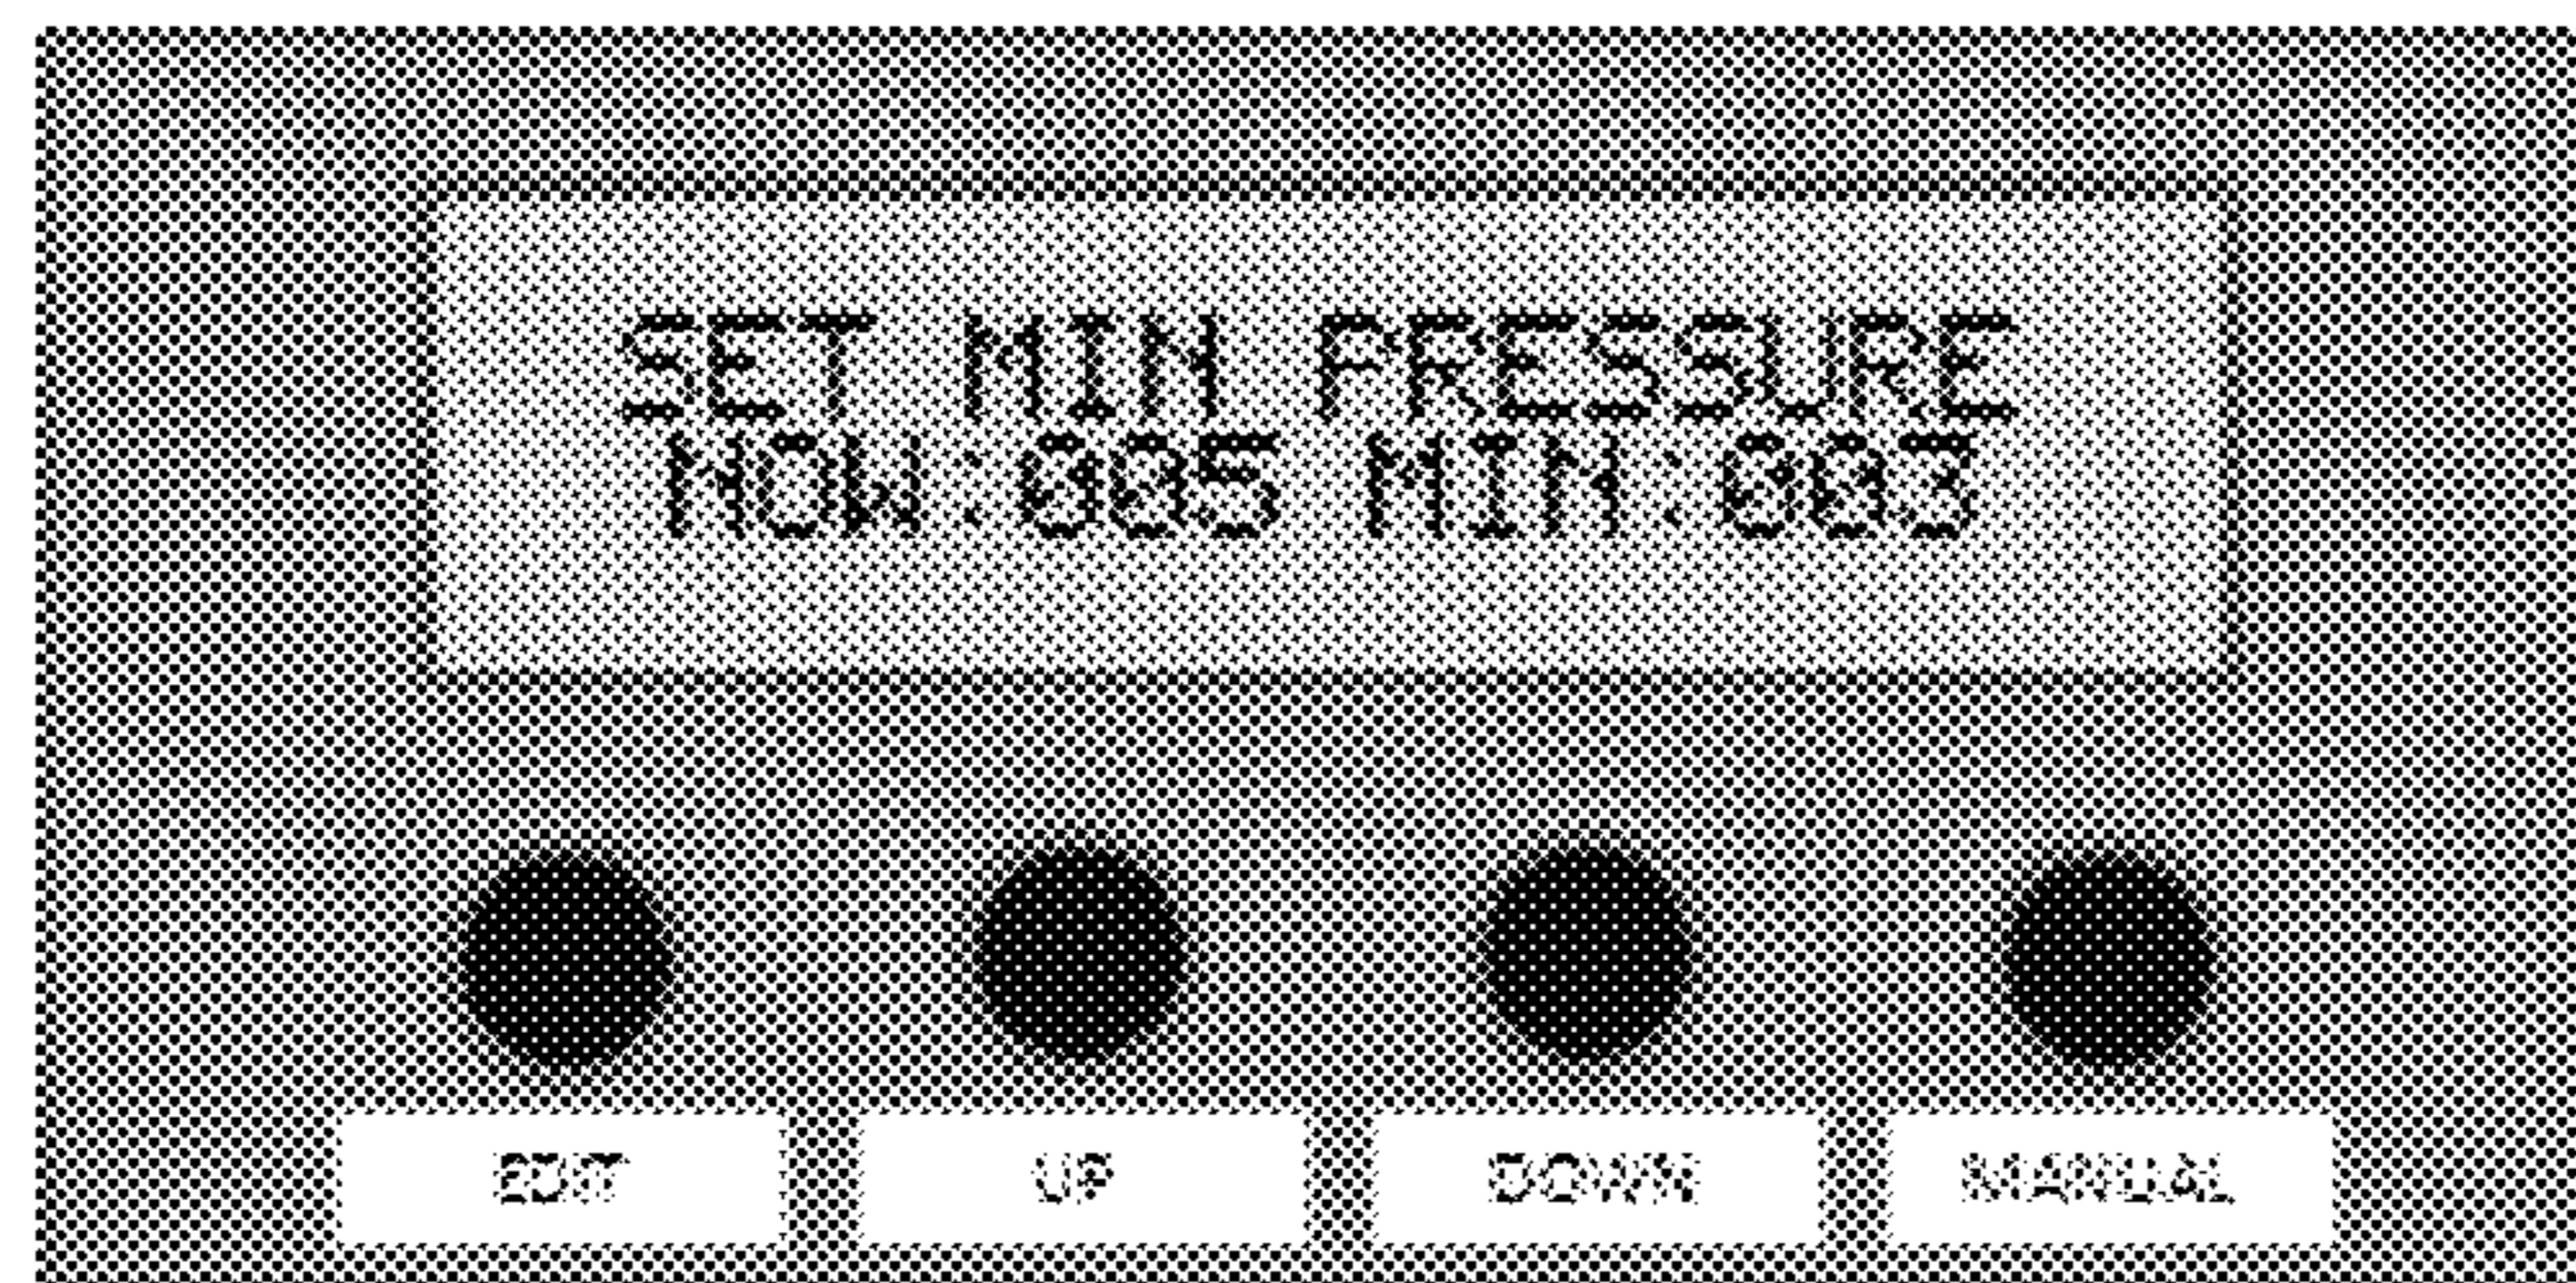 SET MIN PRESSURE
NOW:005 MIN:003
EDIT
UP
DOWN
MANUAL